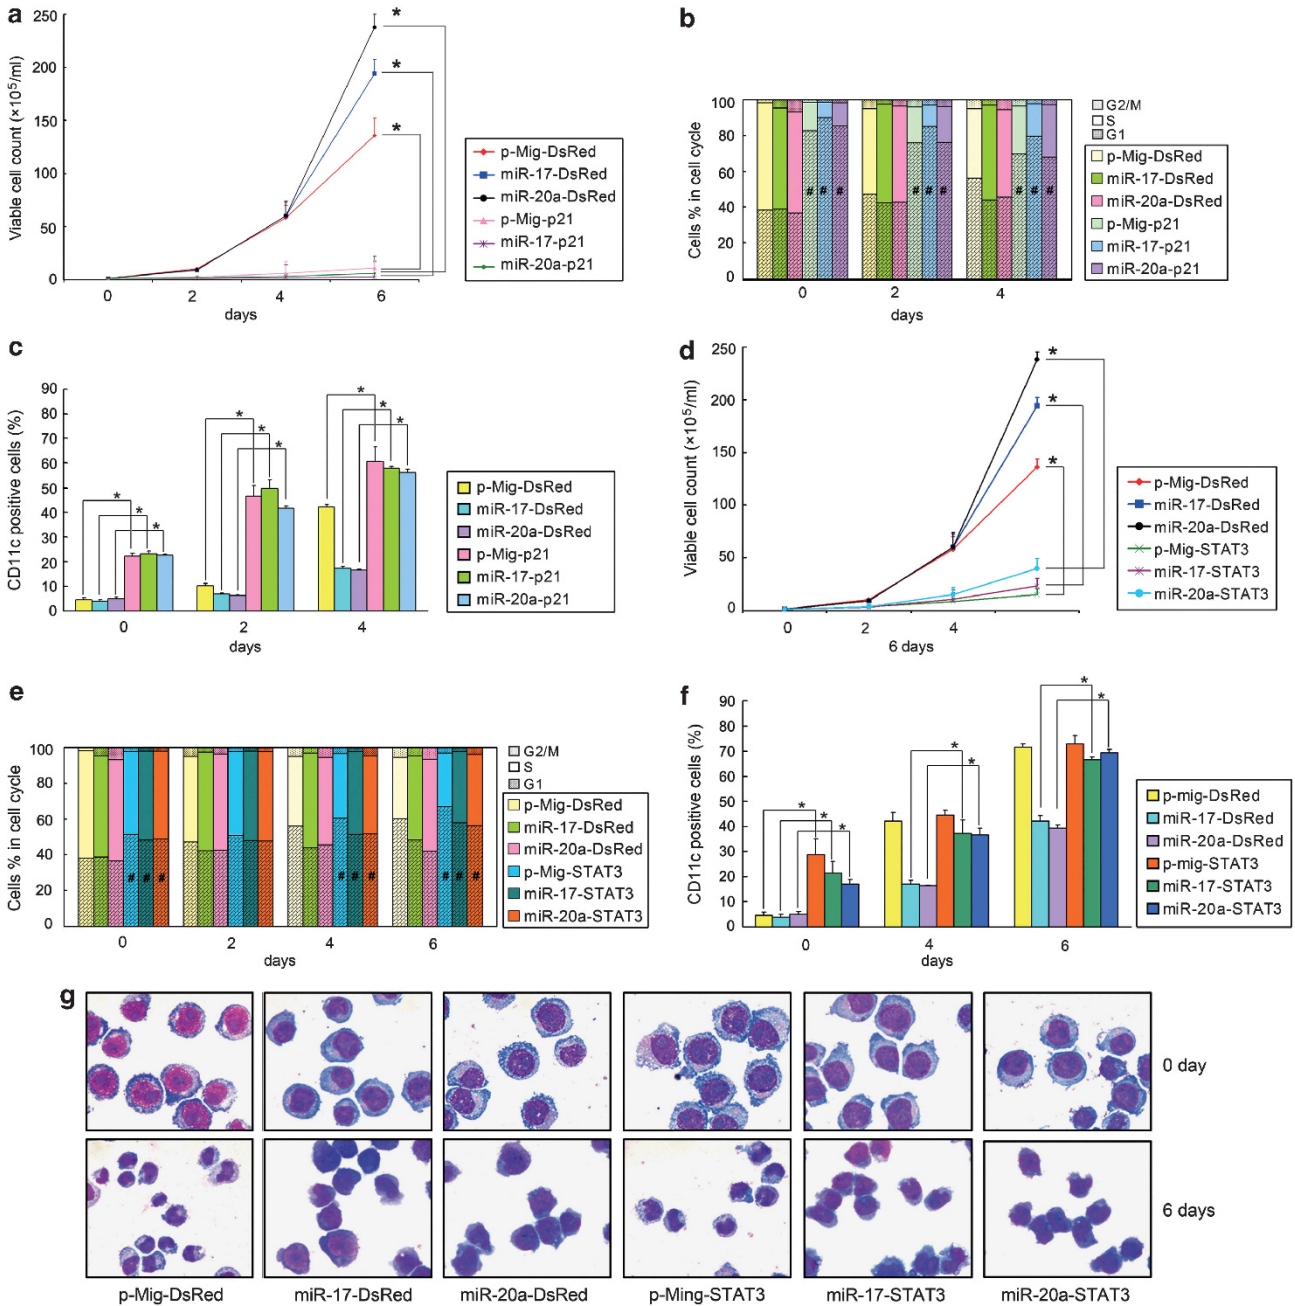 a
250
200
150
100
50
0
Viable cell count (×10⁵/ml)
0 2 4 6
days
* * *
p-Mig-DsRed
miR-17-DsRed
miR-20a-DsRed
p-Mig-p21
miR-17-p21
miR-20a-p21
b
100
80
60
40
20
0
Cells % in cell cycle
# # # # # # # # #
0 2 4
days
G2/M
S
G1
p-Mig-DsRed
miR-17-DsRed
miR-20a-DsRed
p-Mig-p21
miR-17-p21
miR-20a-p21
c
90
80
70
60
50
40
30
20
10
0
CD11c positive cells (%)
* * * * * * * * *
0 2 4
days
p-Mig-DsRed
miR-17-DsRed
miR-20a-DsRed
p-Mig-p21
miR-17-p21
miR-20a-p21
d
250
200
150
100
50
0
Viable cell count (×10⁵/ml)
* * *
0 2 4
6 days
p-Mig-DsRed
miR-17-DsRed
miR-20a-DsRed
p-Mig-STAT3
miR-17-STAT3
miR-20a-STAT3
e
100
80
60
40
20
0
Cells % in cell cycle
# # # # # # # # #
0 2 4 6
days
G2/M
S
G1
p-Mig-DsRed
miR-17-DsRed
miR-20a-DsRed
p-Mig-STAT3
miR-17-STAT3
miR-20a-STAT3
f
90
80
70
60
50
40
30
20
10
0
CD11c positive cells (%)
* * * * * * *
0 4 6
days
p-mig-DsRed
miR-17-DsRed
miR-20a-DsRed
p-mig-STAT3
miR-17-STAT3
miR-20a-STAT3
g
0 day
6 days
p-Mig-DsRed miR-17-DsRed miR-20a-DsRed p-Ming-STAT3 miR-17-STAT3 miR-20a-STAT3